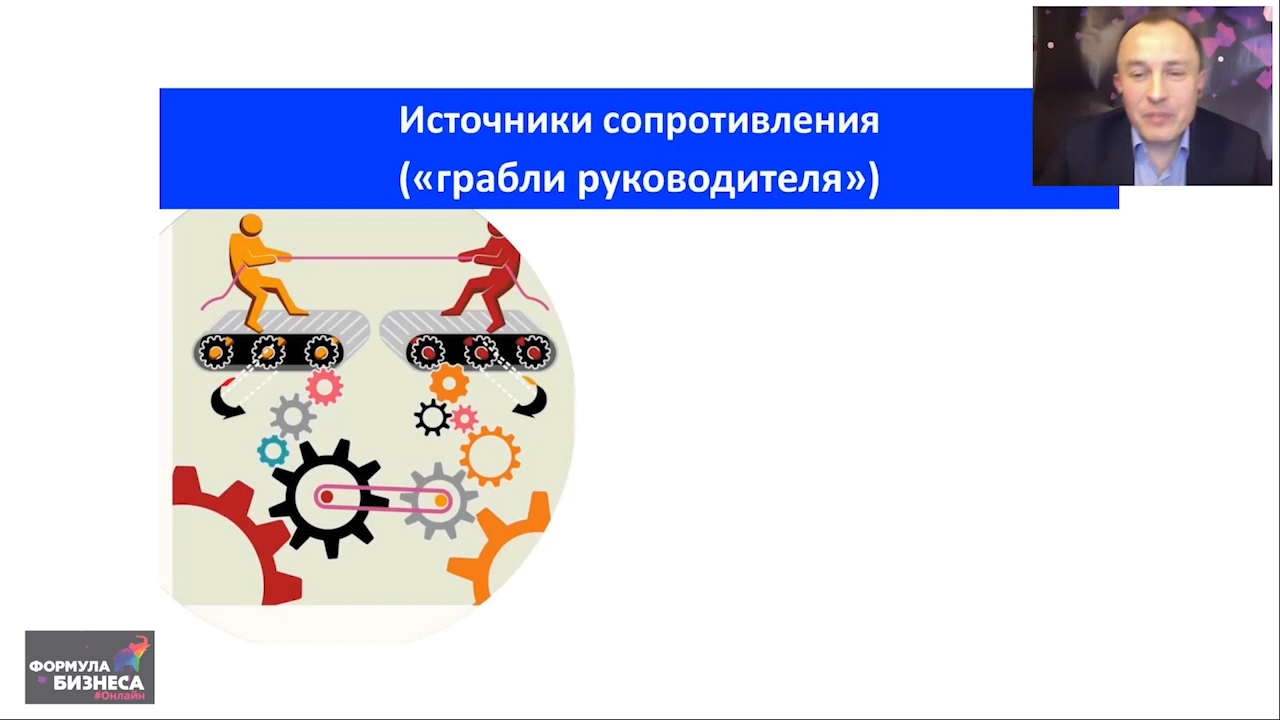 Источники сопротивления
(«грабли руководителя»)
ФОРМУЛА
БИЗНЕСА
#Онлайн